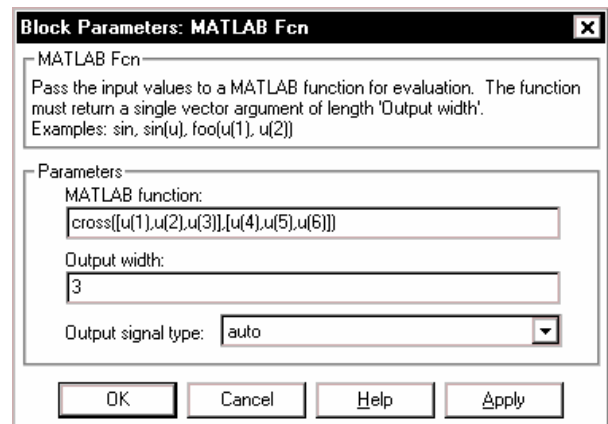 Block Parameters: MATLAB Fcn
MATLAB Fcn
Pass the input values to a MATLAB function for evaluation. The function
must return a single vector argument of length 'Output width'.
Examples: sin, sin(u), foo(u(1), u(2))
Parameters
MATLAB function:
cross([u(1),u(2),u(3)],[u(4),u(5),u(6)])
Output width:
3
Output signal type: auto
OK Cancel Help Apply